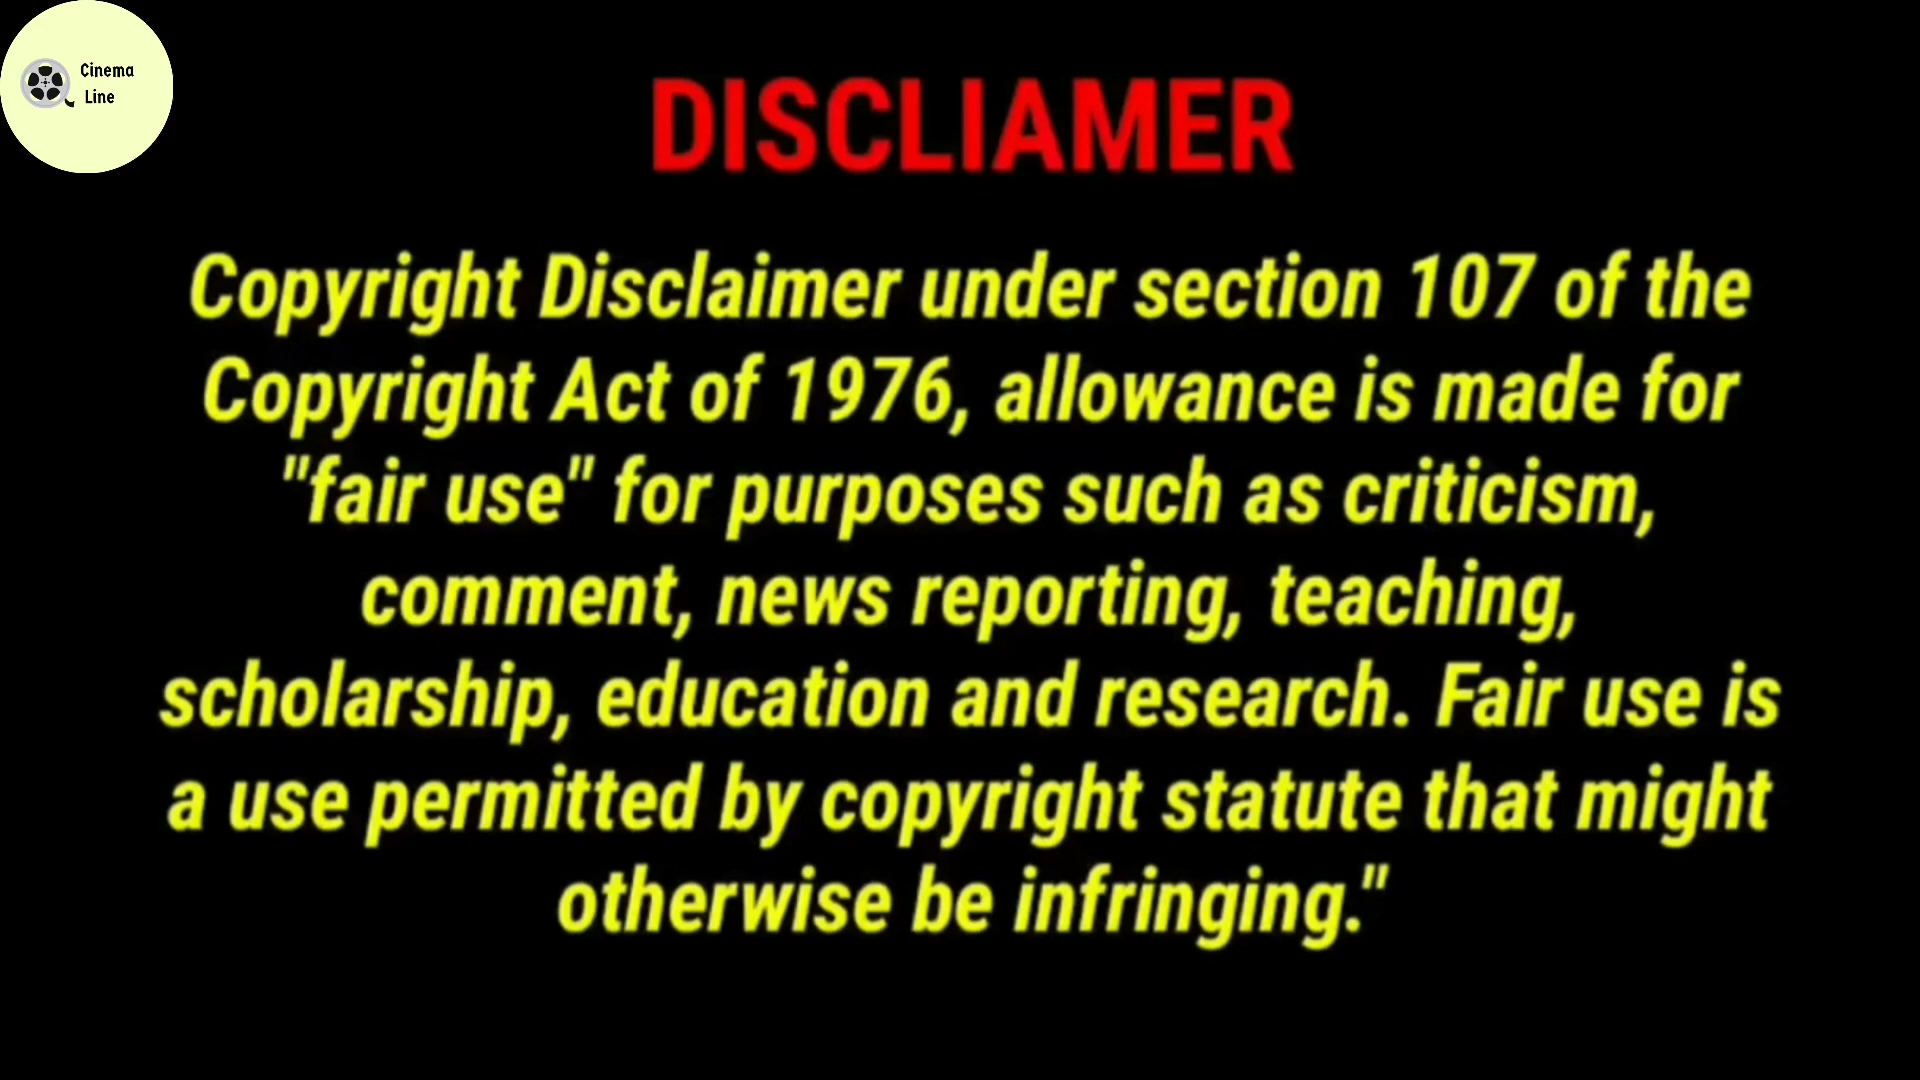 Cinema
Line
DISCLIAMER
Copyright Disclaimer under section 107 of the
Copyright Act of 1976, allowance is made for
"fair use" for purposes such as criticism,
comment, news reporting, teaching,
scholarship, education and research. Fair use is
a use permitted by copyright statute that might
otherwise be infringing."